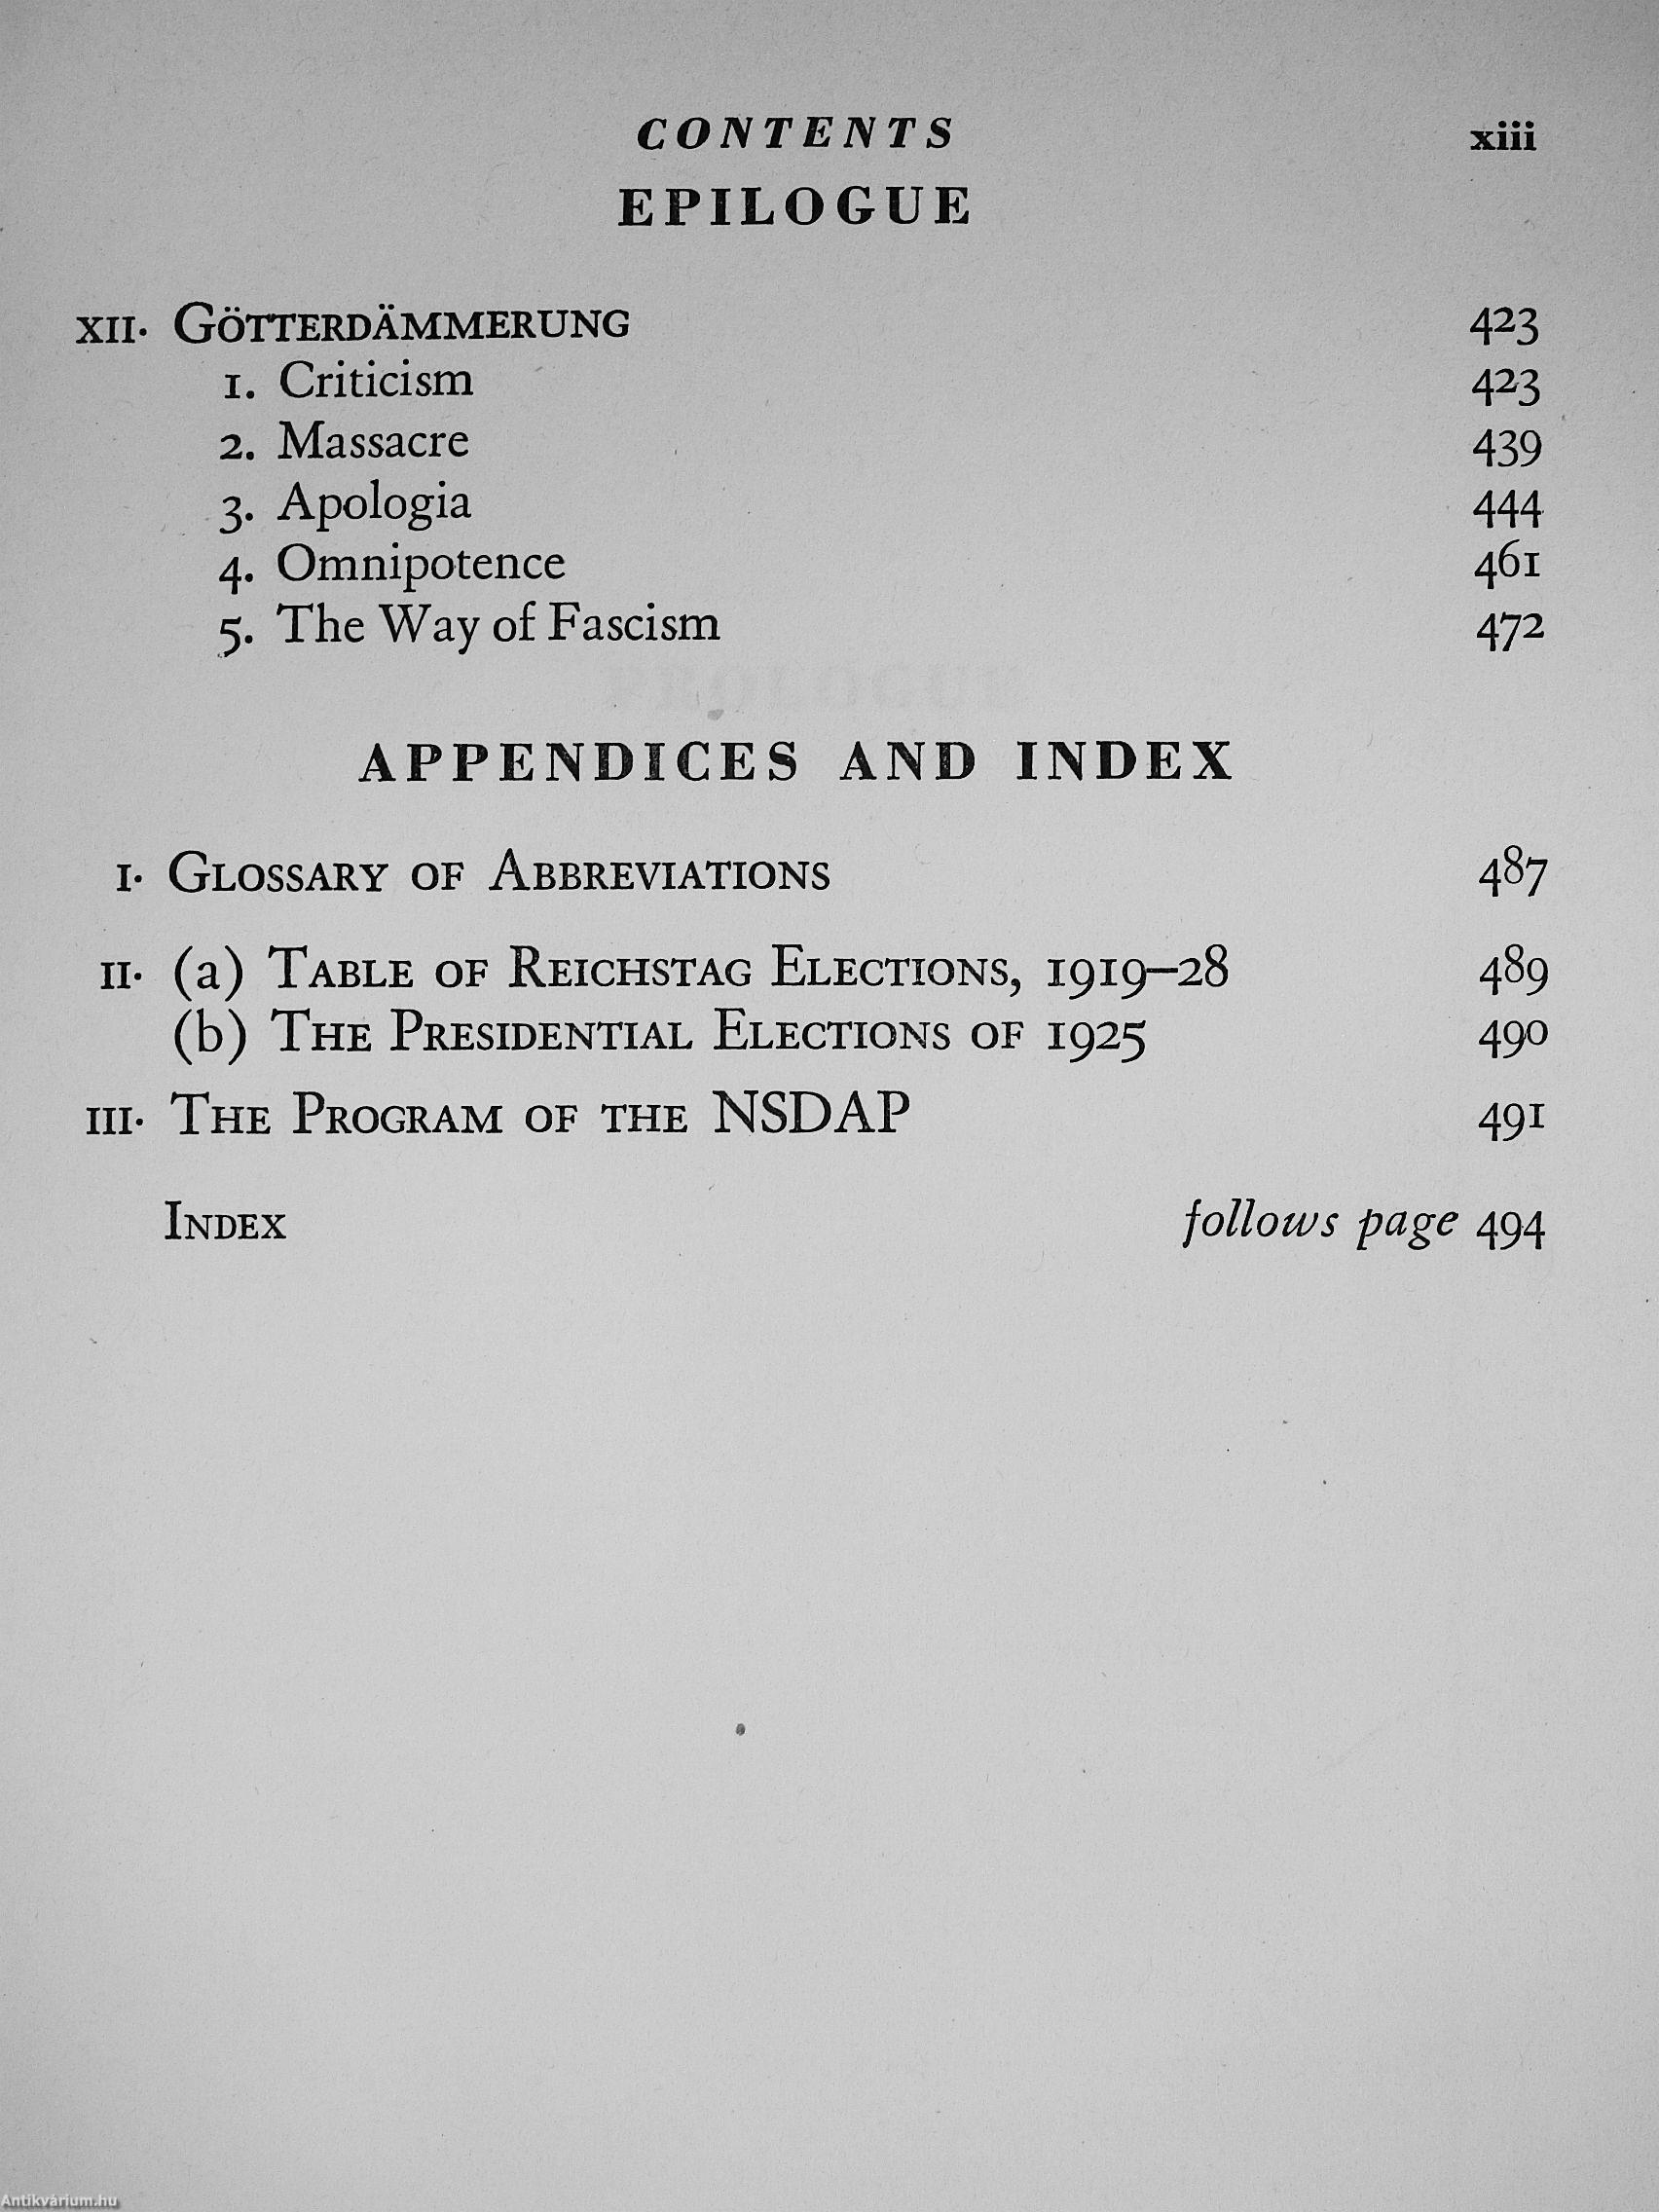 CONTENTS xiii
EPILOGUE
XII. GÖTTERDÄMMERUNG 423
1. Criticism 423
2. Massacre 439
3. Apologia 444
4. Omnipotence 461
5. The Way of Fascism 472
PROLOGUE
APPENDICES AND INDEX
I. GLOSSARY OF ABBREVIATIONS 487
II. (a) TABLE OF REICHSTAG ELECTIONS, 1919–28 489
(b) THE PRESIDENTIAL ELECTIONS OF 1925 490
III. THE PROGRAM OF THE NSDAP 491
INDEX follows page 494
Antikvárium.hu